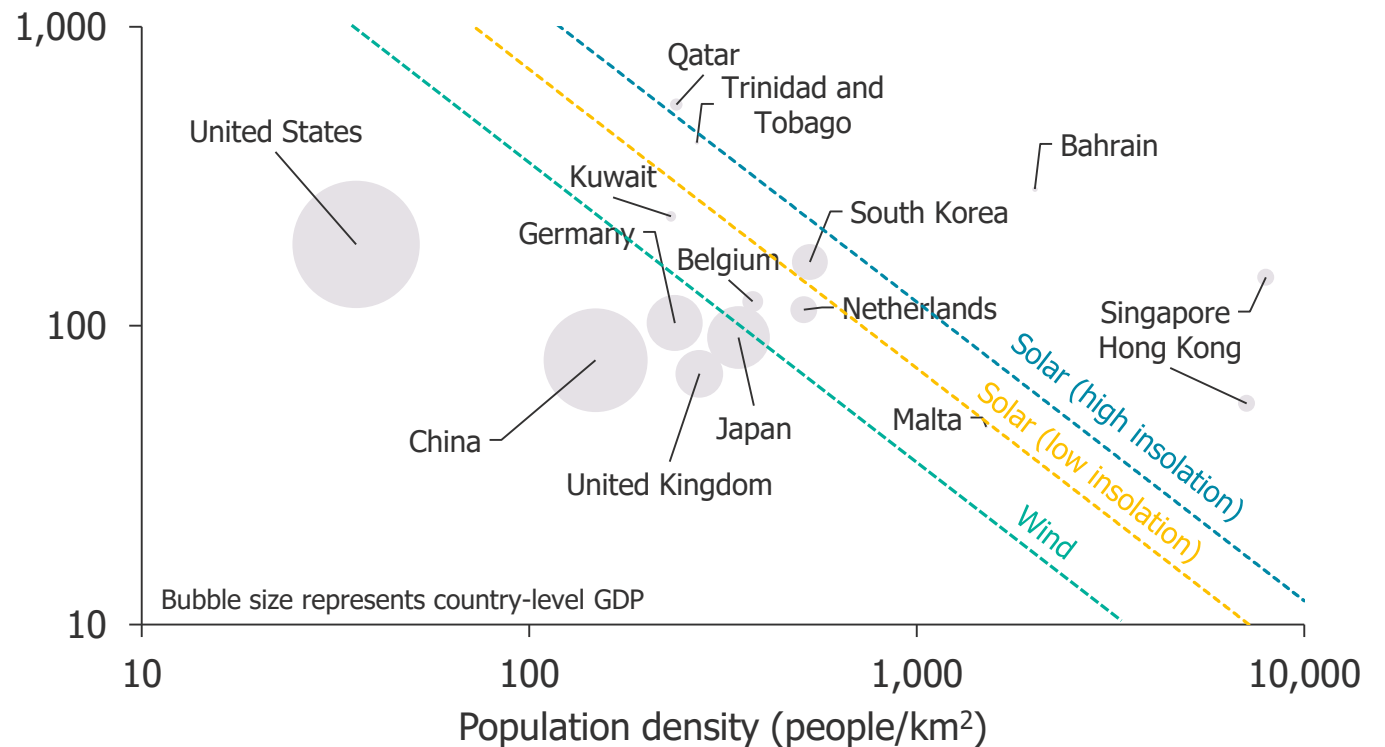 1,000
Qatar
Trinidad and
Tobago
United States
Bahrain
Kuwait
South Korea
Germany
Belgium
Netherlands
Singapore
100
Hong Kong
Solar (high insolation)
Solar (low insolation)
Malta
Japan
China
United Kingdom
Wind
Bubble size represents country-level GDP
10
10
100
1,000
10,000
Population density (people/km²)